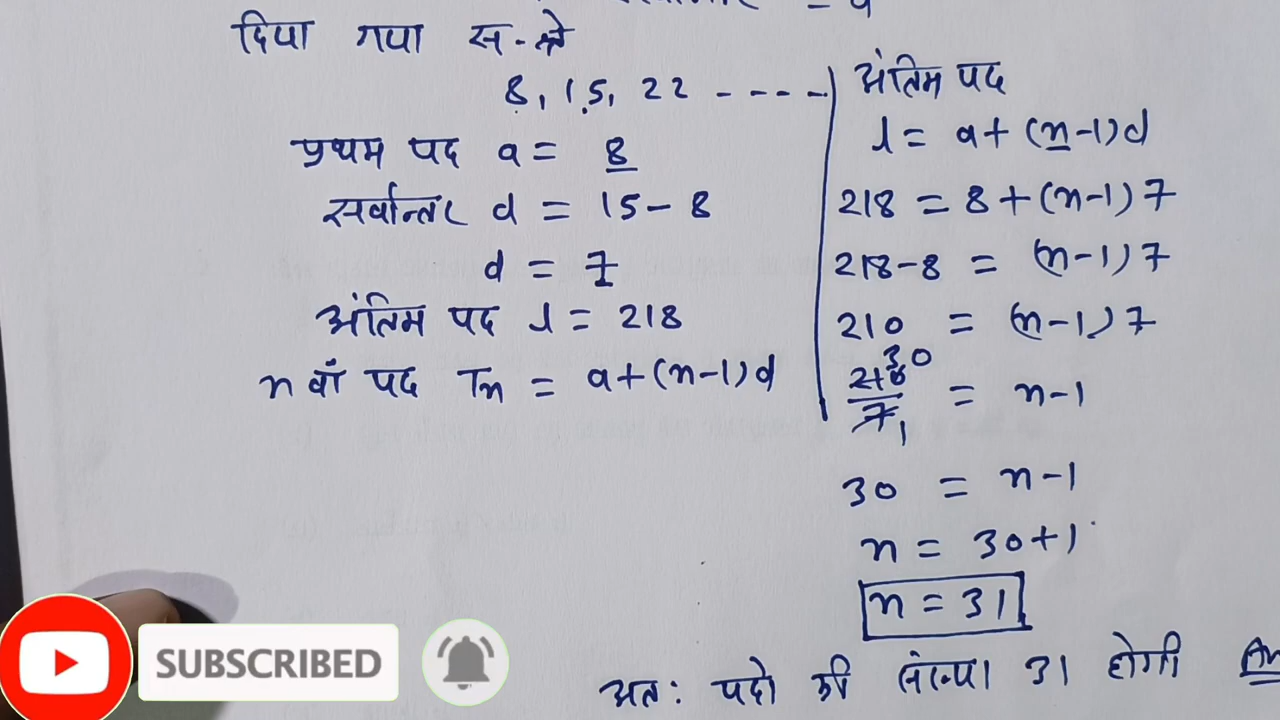 दिया गया स.श्रे
8, 15, 22 - - - - -
प्रथम पद a = 8
सर्वान्तर d = 15 - 8
d = 7
अंतिम पद l = 218
n वाँ पद Tn = a+(n-1)d
अंतिम पद
l = a+(n-1)d
218 = 8+(n-1)7
218-8 = (n-1)7
210 = (n-1)7
30
210/7 = n-1
1
30 = n-1
n = 30+1
n = 31
अत: पदो की संख्या 31 होगी
SUBSCRIBED